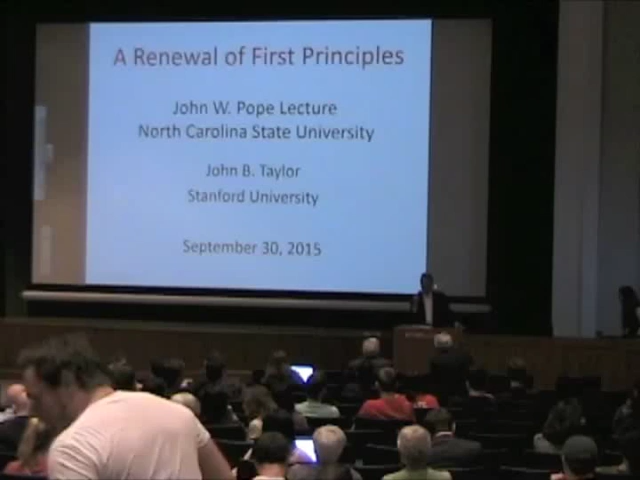 A Renewal of First Principles
John W. Pope Lecture
North Carolina State University
John B. Taylor
Stanford University
September 30, 2015